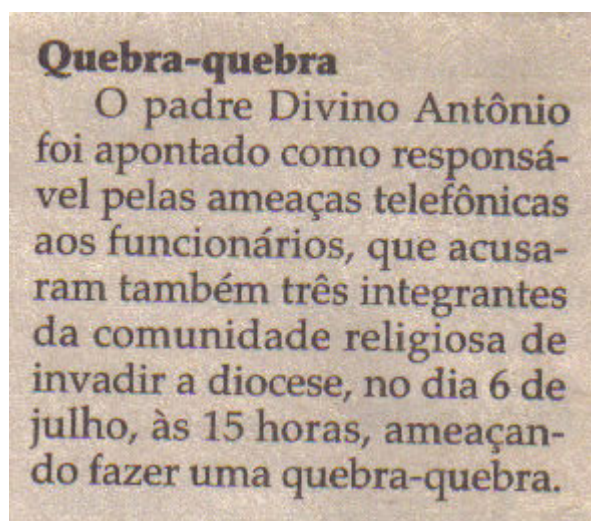 Quebra-quebra
O padre Divino Antônio
foi apontado como responsá-
vel pelas ameaças telefônicas
aos funcionários, que acusa-
ram também três integrantes
da comunidade religiosa de
invadir a diocese, no dia 6 de
julho, às 15 horas, ameaçan-
do fazer uma quebra-quebra.